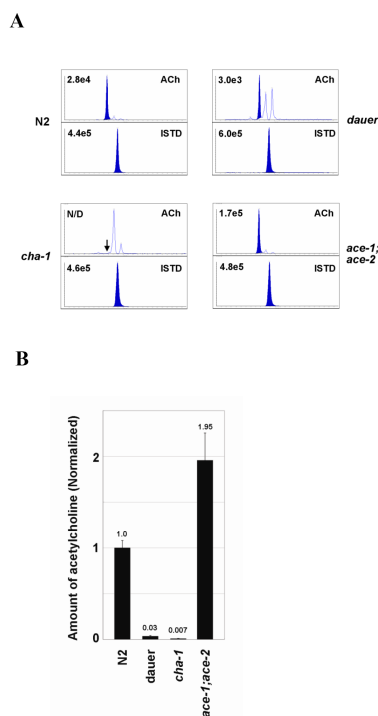 A
N2
2.8e4 ACh
4.4e5 ISTD
3.0e3 ACh
6.0e5 ISTD
dauer
cha-1
N/D ACh
4.6e5 ISTD
1.7e5 ACh
4.8e5 ISTD
ace-1;
ace-2
B
Amount of acetylcholine (Normalized)
2
1
0
1.0
0.03
0.007
1.95
N2
dauer
cha-1
ace-1;ace-2